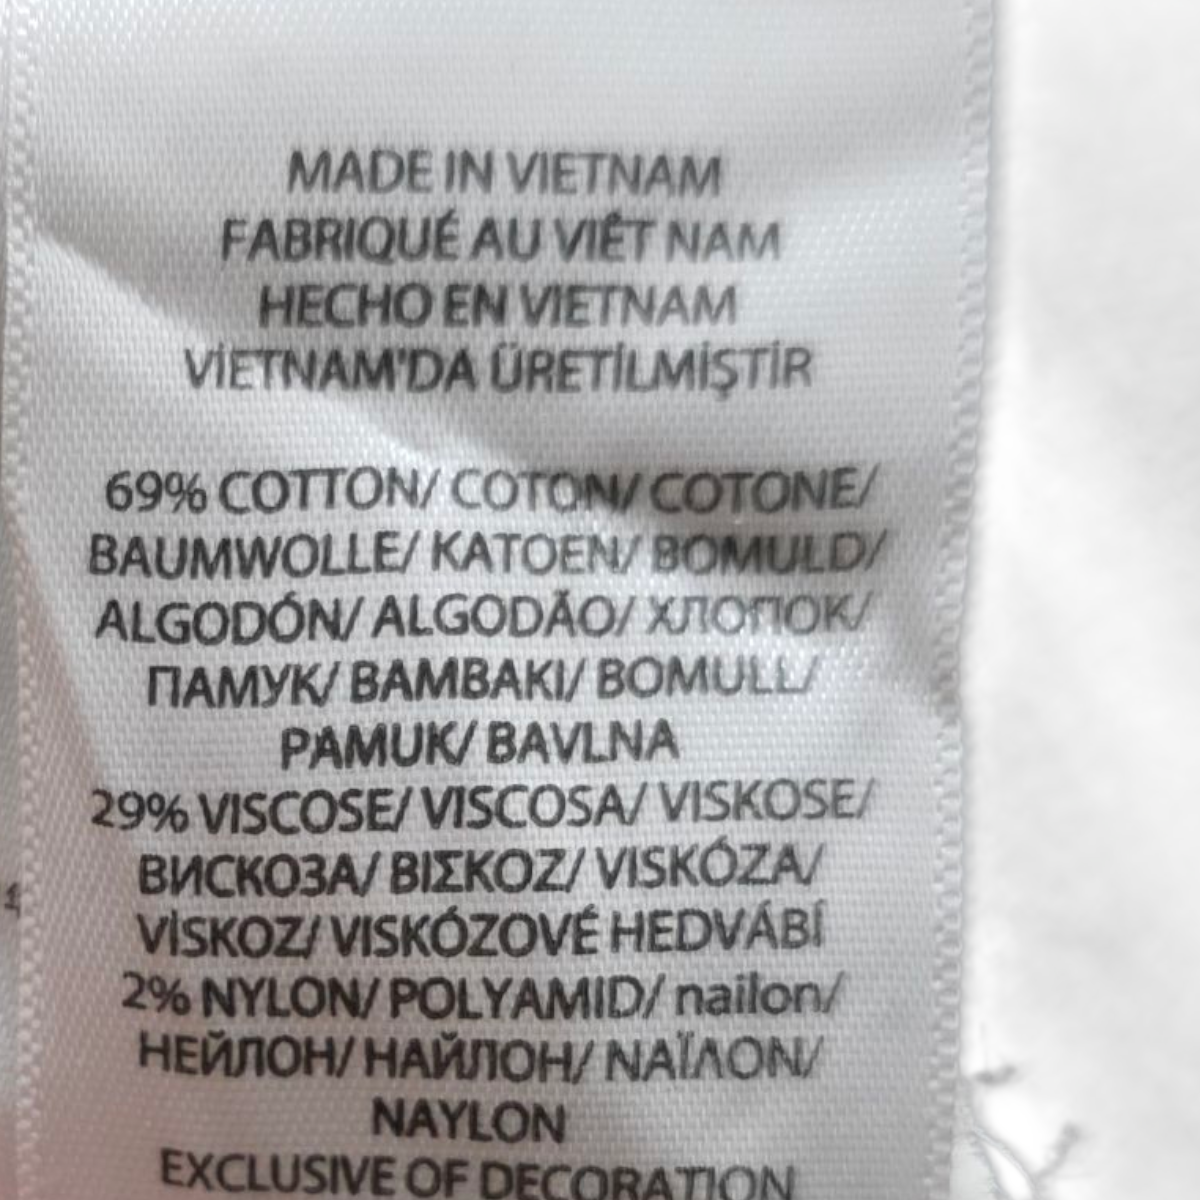 MADE IN VIETNAM
FABRIQUÉ AU VIÊT NAM
HECHO EN VIETNAM
VİETNAM'DA ÜRETİLMİŞTİR
69% COTTON/ COTON/ COTONE/
BAUMWOLLE/ KATOEN/ BOMULD/
ALGODÓN/ ALGODÃO/ ХЛОПОК/
ПАМУК/ BAMBAKI/ BOMULL/
PAMUK/ BAVLNA
29% VISCOSE/ VISCOSA/ VISKOSE/
ВИСКОЗА/ ΒΙΣΚΟΖ/ VISKÓZA/
VİSKOZ/ VISKÓZOVÉ HEDVÁBÍ
2% NYLON/ POLYAMID/ nailon/
НЕЙЛОН/ НАЙЛОН/ ΝΑΪΛΟΝ/
NAYLON
EXCLUSIVE OF DECORATION